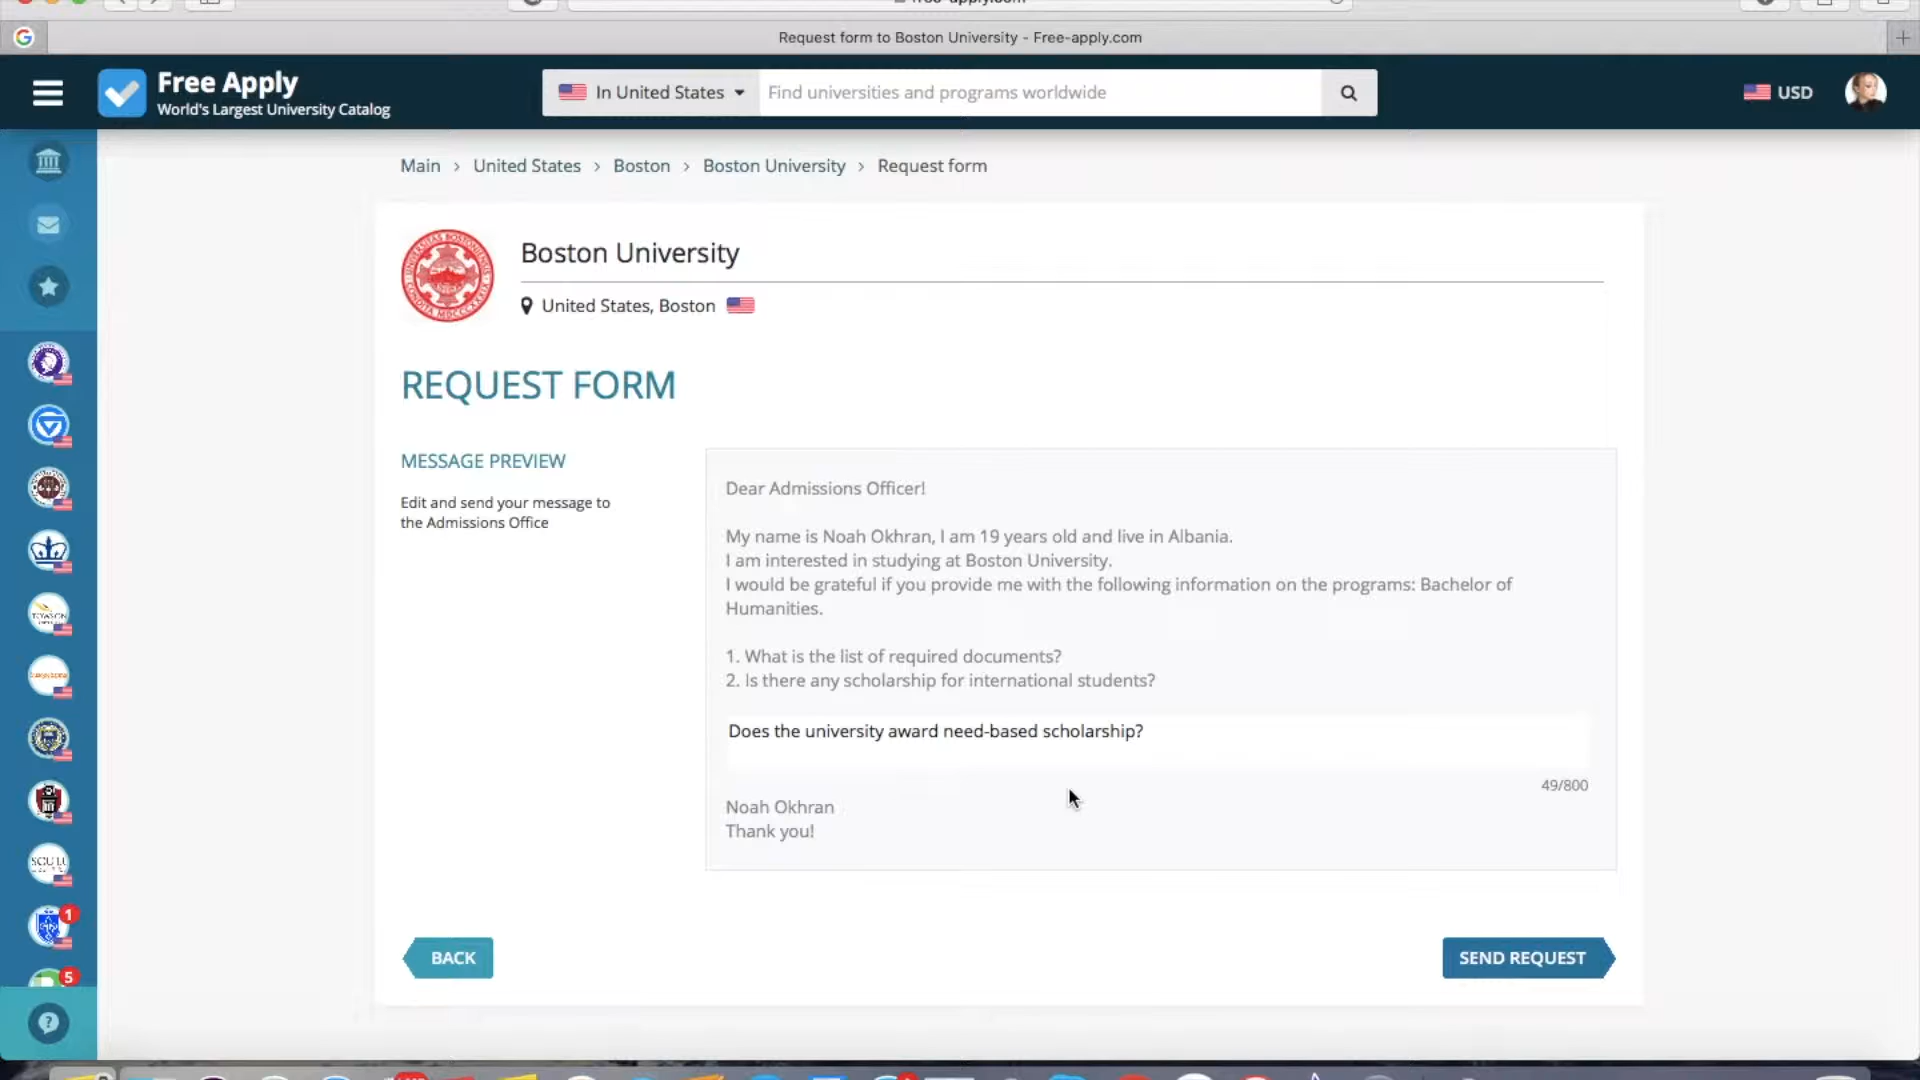 Request form to Boston University - Free-apply.com
Free Apply
World's Largest University Catalog
In United States
Find universities and programs worldwide
USD
Main > United States > Boston > Boston University > Request form
Boston University
United States, Boston
REQUEST FORM
MESSAGE PREVIEW
Edit and send your message to
the Admissions Office
Dear Admissions Officer!
My name is Noah Okhran, I am 19 years old and live in Albania.
I am interested in studying at Boston University.
I would be grateful if you provide me with the following information on the programs: Bachelor of
Humanities.
1. What is the list of required documents?
2. Is there any scholarship for international students?
Does the university award need-based scholarship?
49/800
Noah Okhran
Thank you!
BACK
SEND REQUEST
1
5